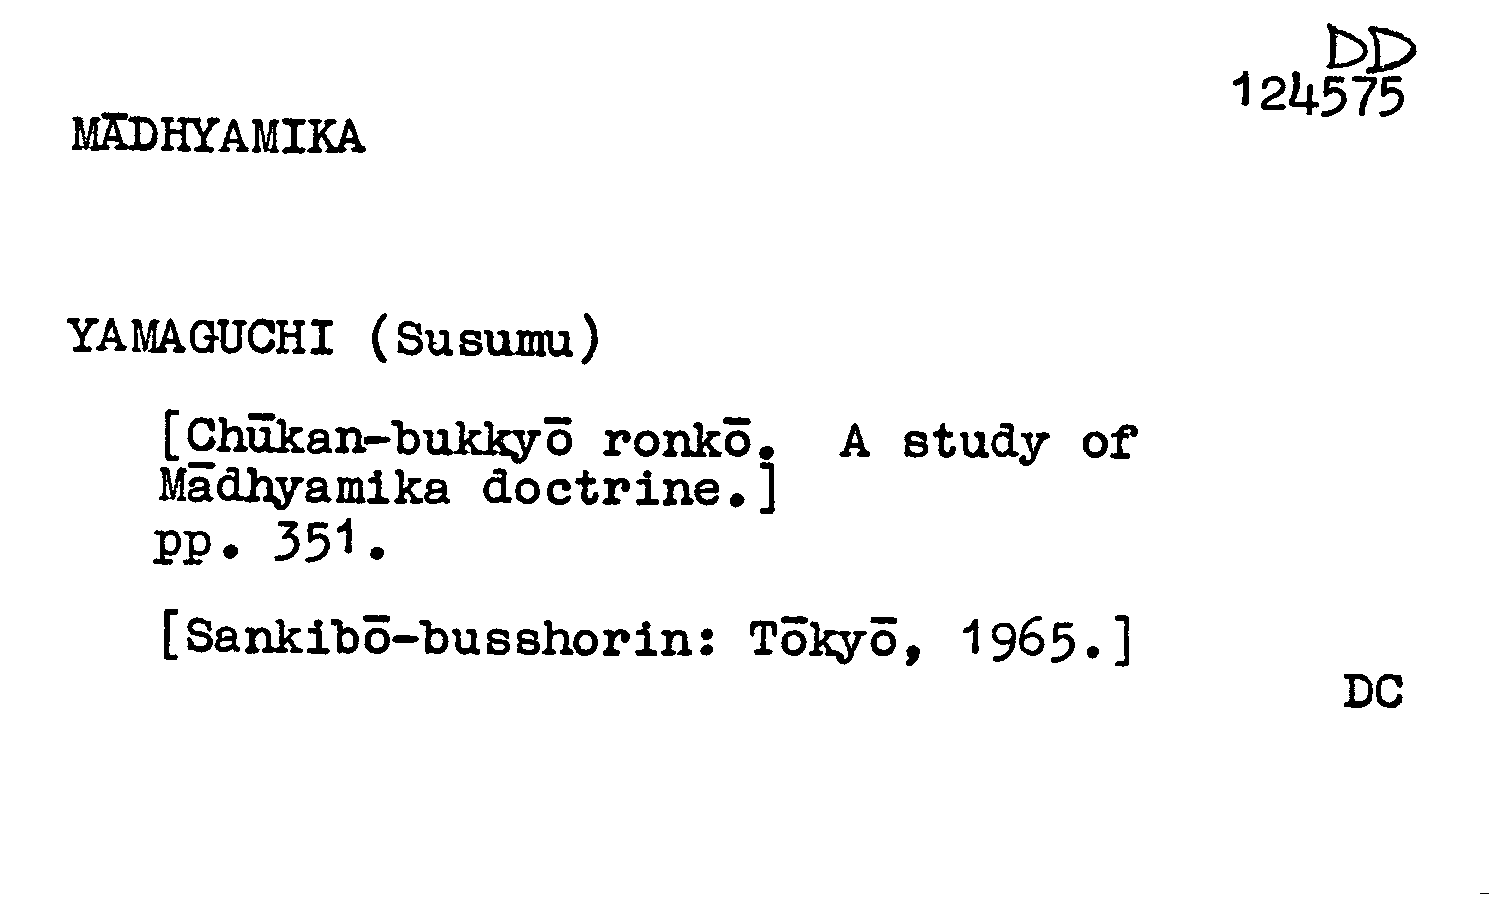 DD
124575
MĀDHYAMIKA
YAMAGUCHI (Susumu)
[Chūkan-bukkyō ronkō. A study of
Mādhyamika doctrine.]
pp. 351.
[Sankibō-busshorin: Tōkyō, 1965.]
DC